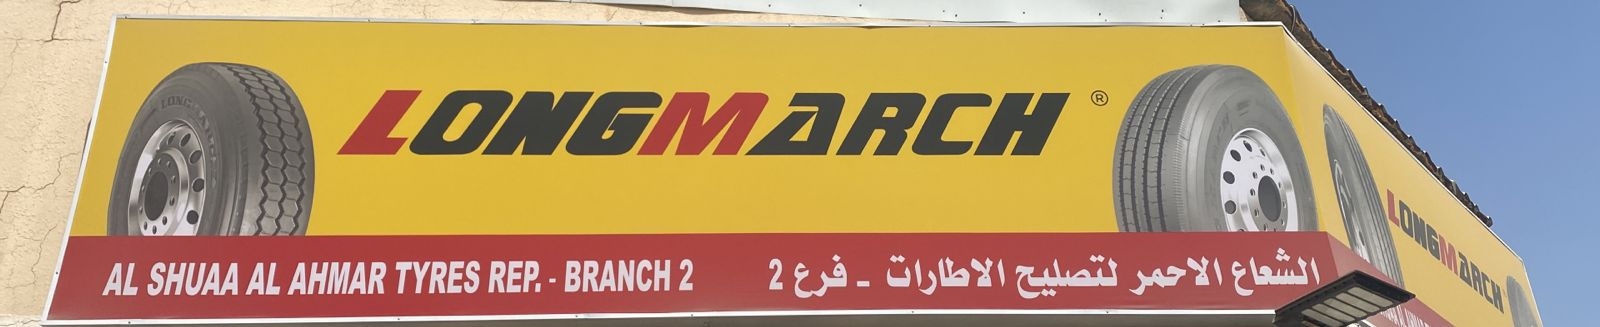 LONGMARCH ®
AL SHUAA AL AHMAR TYRES REP. - BRANCH 2
الشعاع الاحمر لتصليح الاطارات - فرع 2
LONGMARCH